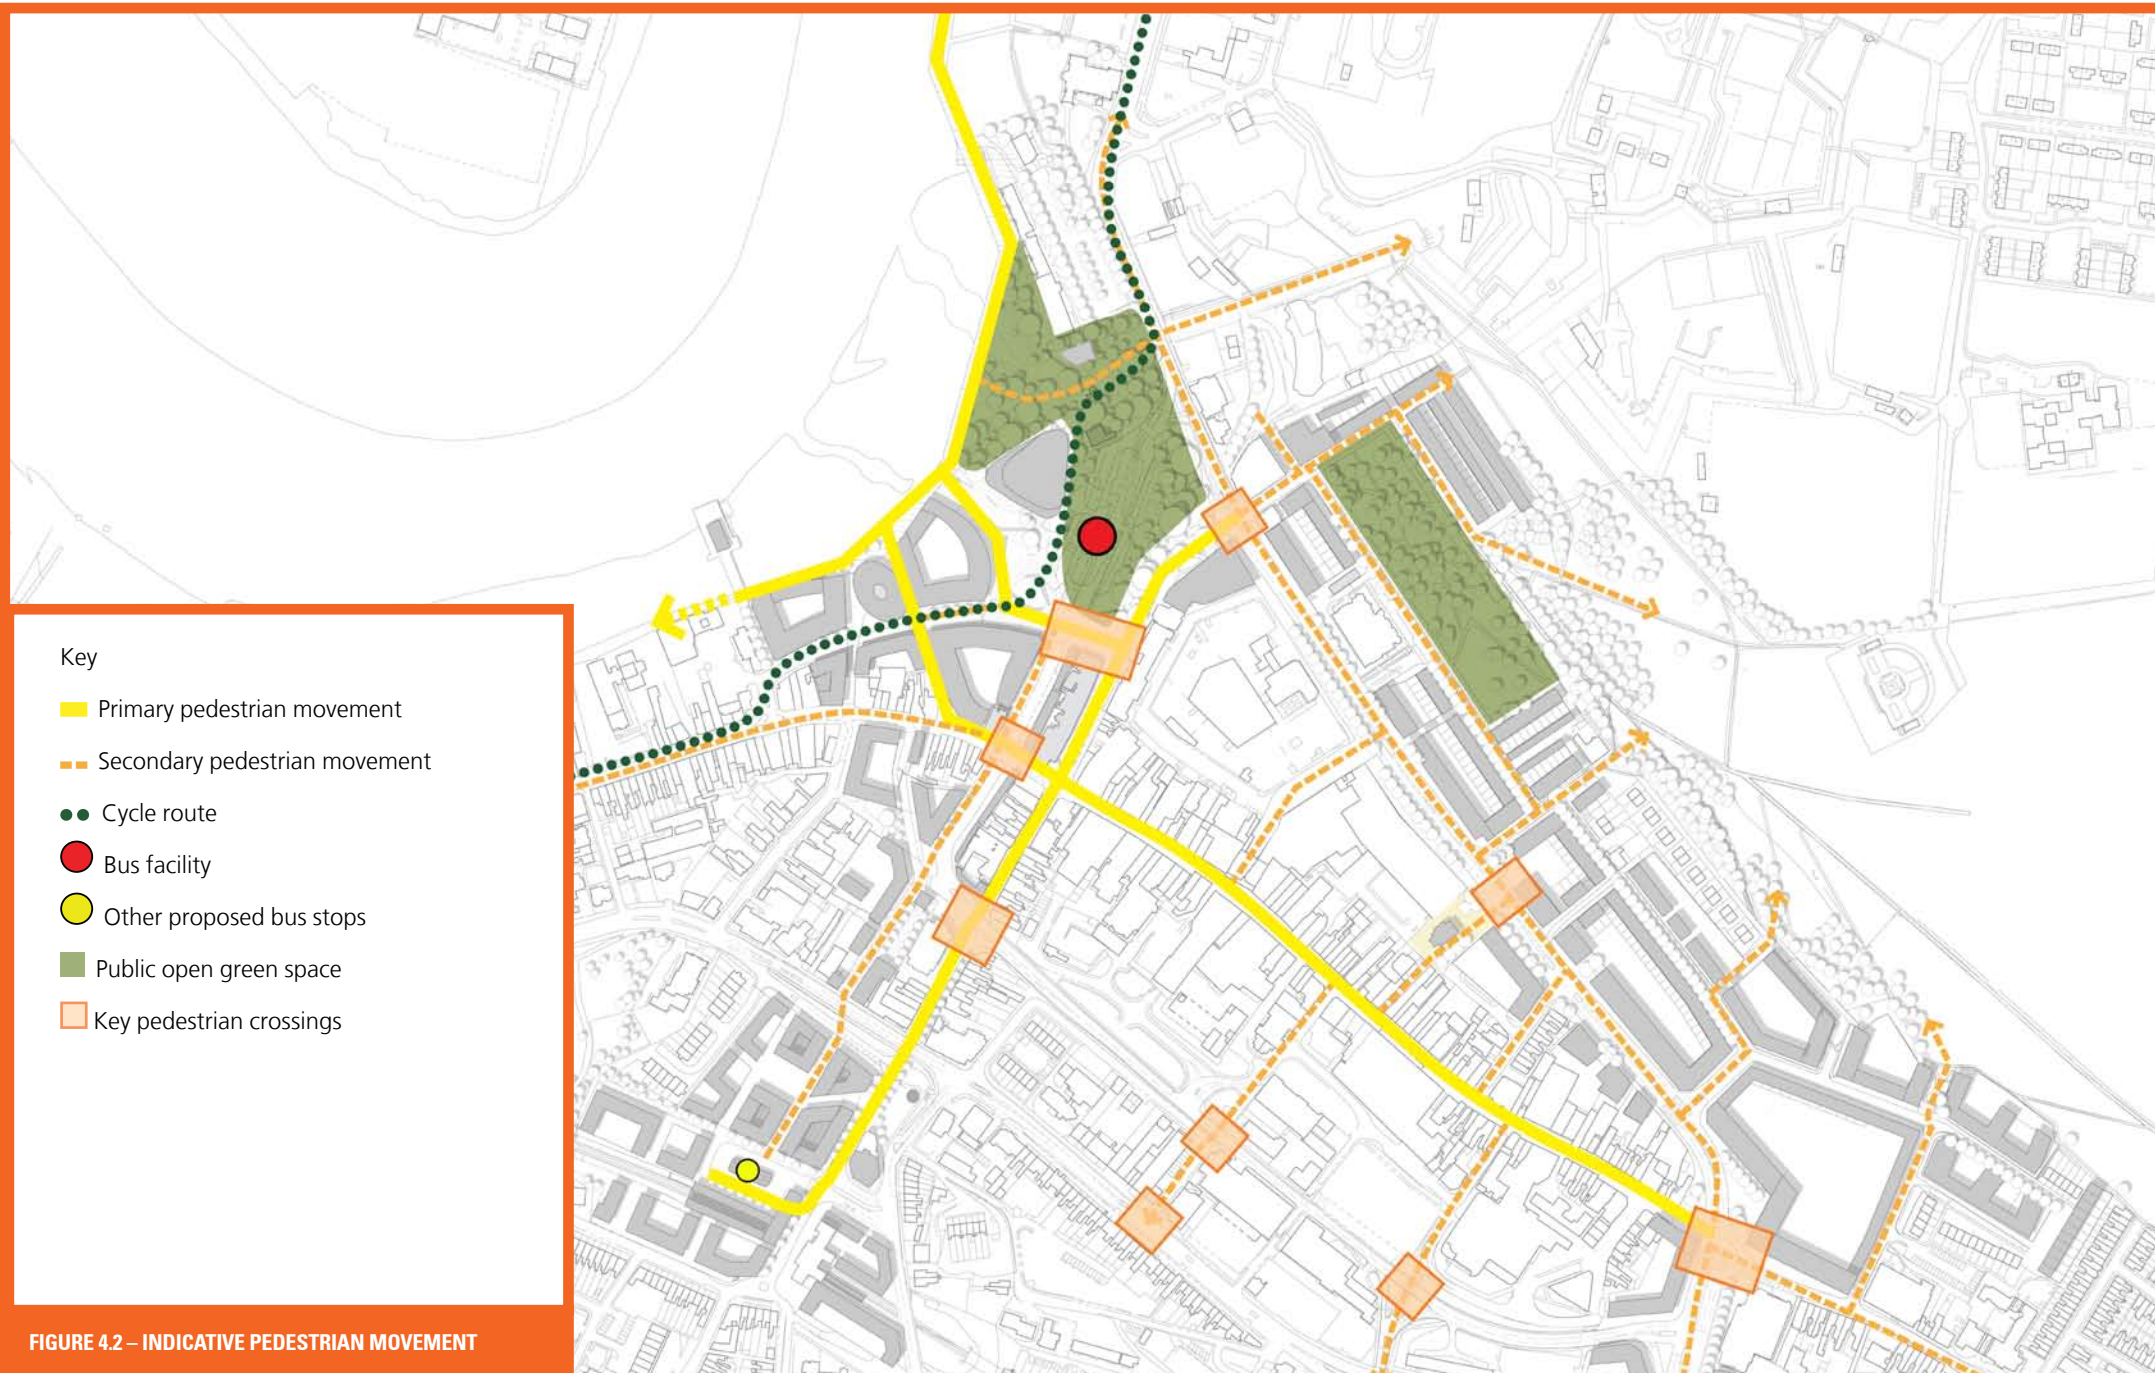 Key
Primary pedestrian movement
Secondary pedestrian movement
Cycle route
Bus facility
Other proposed bus stops
Public open green space
Key pedestrian crossings
FIGURE 4.2 – INDICATIVE PEDESTRIAN MOVEMENT